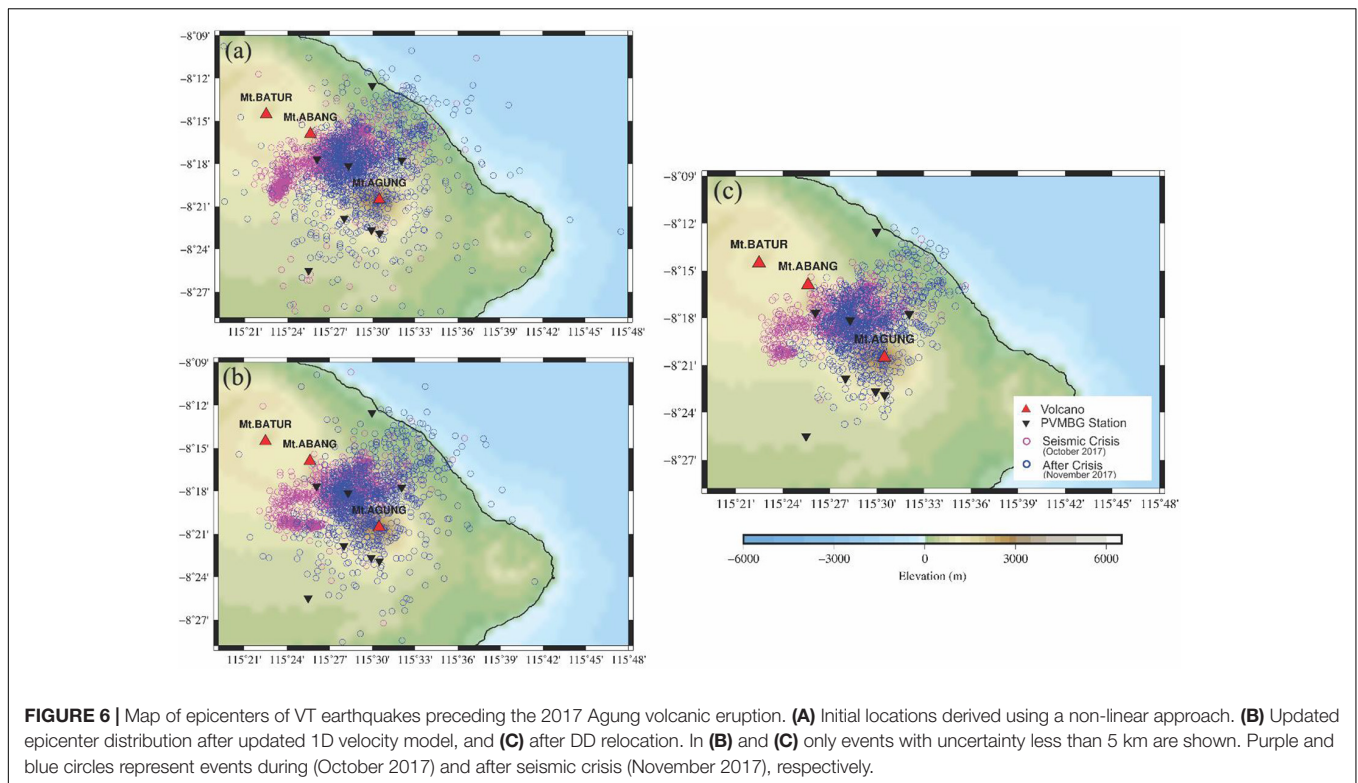 (a)
−8°09'
−8°12'
−8°15'
−8°18'
−8°21'
−8°24'
−8°27'
Mt.BATUR
Mt.ABANG
Mt.AGUNG
115°21' 115°24' 115°27' 115°30' 115°33' 115°36' 115°39' 115°42' 115°45' 115°48'
(b)
−8°09'
−8°12'
−8°15'
−8°18'
−8°21'
−8°24'
−8°27'
Mt.BATUR
Mt.ABANG
Mt.AGUNG
115°21' 115°24' 115°27' 115°30' 115°33' 115°36' 115°39' 115°42' 115°45' 115°48'
(c)
−8°09'
−8°12'
−8°15'
−8°18'
−8°21'
−8°24'
−8°27'
Mt.BATUR
Mt.ABANG
Mt.AGUNG
Volcano
PVMBG Station
Seismic Crisis
(October 2017)
After Crisis
(November 2017)
115°21' 115°24' 115°27' 115°30' 115°33' 115°36' 115°39' 115°42' 115°45' 115°48'
−6000 −3000 0 3000 6000
Elevation (m)
FIGURE 6 | Map of epicenters of VT earthquakes preceding the 2017 Agung volcanic eruption. (A) Initial locations derived using a non-linear approach. (B) Updated
epicenter distribution after updated 1D velocity model, and (C) after DD relocation. In (B) and (C) only events with uncertainty less than 5 km are shown. Purple and
blue circles represent events during (October 2017) and after seismic crisis (November 2017), respectively.